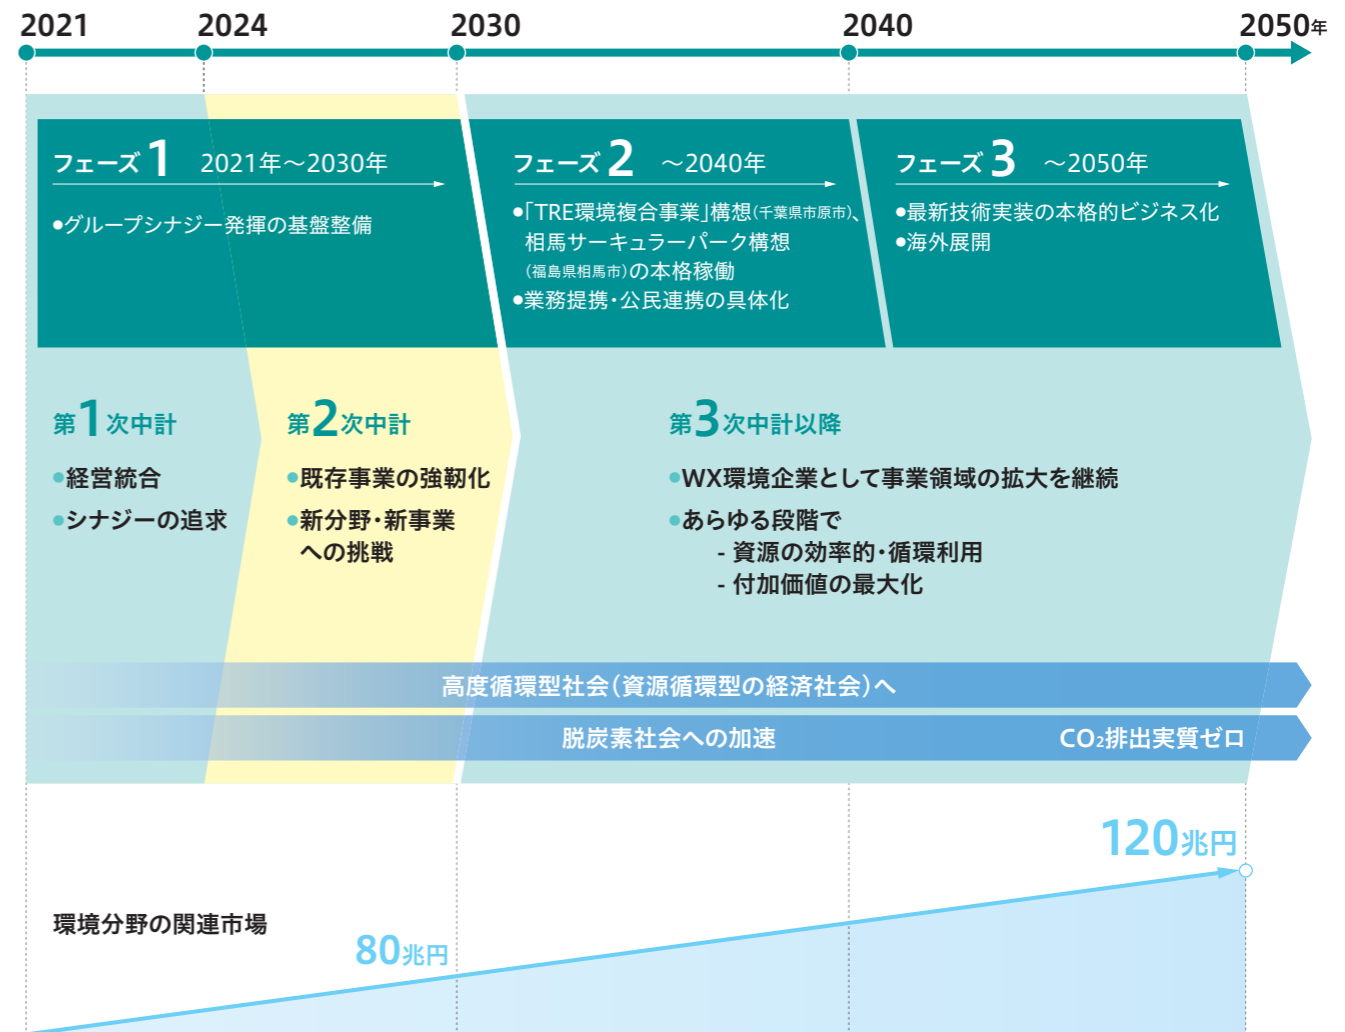 2021
2024
2030
2040
2050年
フェーズ1 2021年～2030年
●グループシナジー発揮の基盤整備
フェーズ2 ～2040年
●「TRE環境複合事業」構想(千葉県市原市)、
相馬サーキュラーパーク構想
(福島県相馬市)の本格稼働
●業務提携・公民連携の具体化
フェーズ3 ～2050年
●最新技術実装の本格的ビジネス化
●海外展開
第1次中計
●経営統合
●シナジーの追求
第2次中計
●既存事業の強靭化
●新分野・新事業
への挑戦
第3次中計以降
●WX環境企業として事業領域の拡大を継続
●あらゆる段階で
- 資源の効率的・循環利用
- 付加価値の最大化
高度循環型社会(資源循環型の経済社会)へ
脱炭素社会への加速 CO₂排出実質ゼロ
120兆円
環境分野の関連市場
80兆円